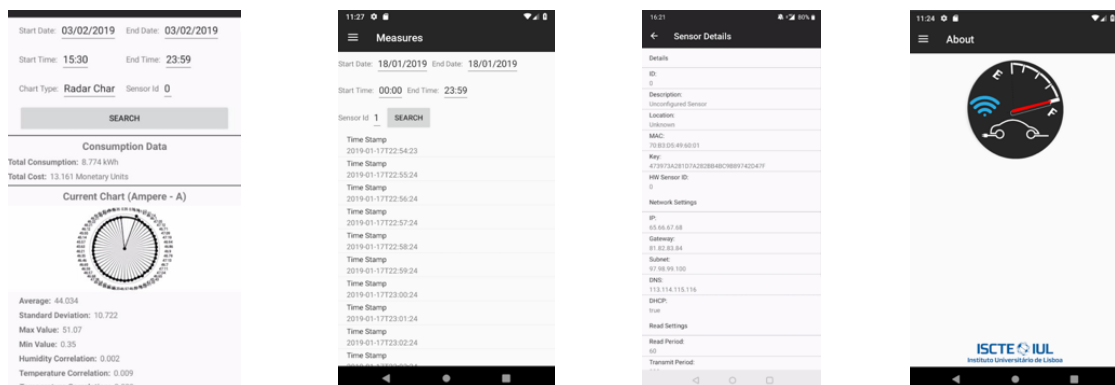 Start Date: 03/02/2019 End Date: 03/02/2019
Start Time: 15:30 End Time: 23:59
Chart Type: Radar Char Sensor Id 0
SEARCH
Consumption Data
Total Consumption: 8.774 kWh
Total Cost: 13.161 Monetary Units
Current Chart (Ampere - A)
Average: 44.034
Standard Deviation: 10.722
Max Value: 51.07
Min Value: 0.35
Humidity Correlation: 0.002
Temperature Correlation: 0.009
11:27
Measures
Start Date: 18/01/2019 End Date: 18/01/2019
Start Time: 00:00 End Time: 23:59
Sensor Id 1 SEARCH
Time Stamp
2019-01-17T22:54:23
Time Stamp
2019-01-17T22:55:24
Time Stamp
2019-01-17T22:56:24
Time Stamp
2019-01-17T22:57:24
Time Stamp
2019-01-17T22:58:24
Time Stamp
2019-01-17T22:59:24
Time Stamp
2019-01-17T23:00:24
Time Stamp
2019-01-17T23:01:24
Time Stamp
2019-01-17T23:02:24
Time Stamp
16:21 80%
Sensor Details
Details
ID:
0
Description:
Unconfigured Sensor
Location:
Unknown
MAC:
70:B3:D5:49:60:01
Key:
HW Sensor ID:
0
Network Settings
IP:
65.66.67.68
Gateway:
81.82.83.84
Subnet:
97.98.99.100
DNS:
113.114.115.116
DHCP:
true
Read Settings
Read Period:
60
Transmit Period:
11:24
About
E
F
ISCTE IUL
Instituto Universitário de Lisboa